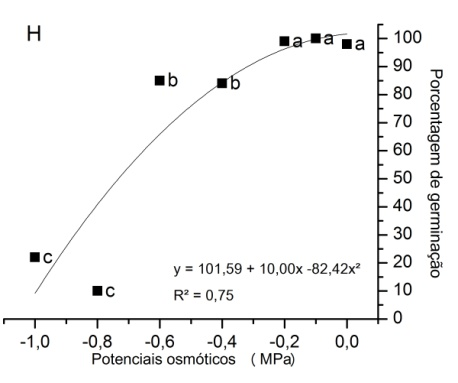 H
a
a
a
b
b
c
c
100
90
80
70
60
50
40
30
20
10
0
Porcentagem de germinação
y = 101,59 + 10,00x -82,42x²
R² = 0,75
-1,0 -0,8 -0,6 -0,4 -0,2 0,0
Potenciais osmóticos ( MPa)